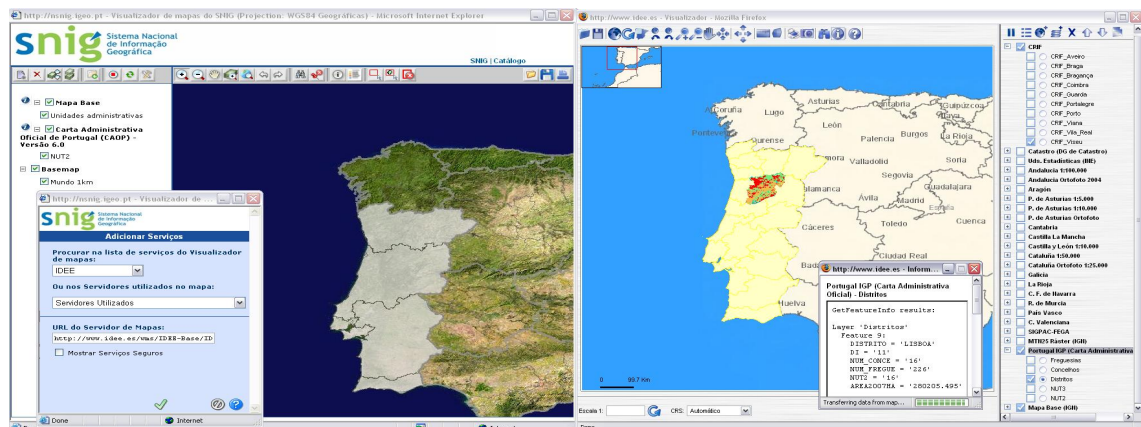 http://nsnig.igeo.pt - Visualizador de mapas do SNIG (Projection: WGS84 Geográficas) - Microsoft Internet Explorer
snig
Sistema Nacional
de Informação
Geográfica
SNIG | Catálogo
Mapa Base
Unidades administrativas
Carta Administrativa
Oficial de Portugal (CAOP) -
Versão 6.0
NUT2
Basemap
Mundo 1km
http://nsnig.igeo.pt - Visualizador de ...
snig
Sistema Nacional
de Informação
Geográfica
Adicionar Serviços
Procurar na lista de serviços do Visualizador
de mapas:
IDEE
Ou nos Servidores utilizados no mapa:
Servidores Utilizados
URL do Servidor de Mapas:
http://www.idee.es/wms/IDEE-Base/ID
Mostrar Serviços Seguros
Done
Internet
http://www.idee.es - Visualizador - Mozilla Firefox
A Coruña
Lugo
Asturias
Cantabria
Guipúzcoa
León
Pontevedra
Ourense
Palencia
Burgos
La Rioja
Valladolid
Soria
Segovia
Guadalajara
Ávila
Madrid
España
Cáceres
Toledo
Cuenca
Ciudad Real
Huelva
0 99.7 Km
Escala 1:
CRS: Automático
http://www.idee.es - Inform...
Portugal IGP (Carta Administrativa
Oficial) - Distritos
GetFeatureInfo results:
Layer 'Distritos'
Feature 9:
DISTRITO = 'LISBOA'
DI = '11'
NUM_CONCE = '16'
NUM_FREGUE = '226'
NUT2 = '16'
AREA2007HA = '280205.495'
Transferring data from map...
CRIF
CRIF_Aveiro
CRIF_Braga
CRIF_Bragança
CRIF_Coimbra
CRIF_Guarda
CRIF_Portalegre
CRIF_Porto
CRIF_Viana
CRIF_Vila_Real
CRIF_Viseu
Catastro (DG de Catastro)
Uds. Estadísticas (INE)
Andalucía 1:100.000
Andalucia Ortofoto 2004
Aragón
P. de Asturias 1:5.000
P. de Asturias 1:10.000
P. de Asturias Ortofoto
Cantabria
Castilla La Mancha
Castilla y León 1:10.000
Cataluña 1:50.000
Cataluña Ortofoto 1:25.000
Galicia
La Rioja
C. F. de Navarra
R. de Murcia
País Vasco
C. Valenciana
SIGPAC-FEGA
MTN25 Ráster (IGN)
Portugal IGP (Carta Administrativa
Freguesias
Concelhos
Distritos
NUT3
NUT2
Mapa Base (IGN)